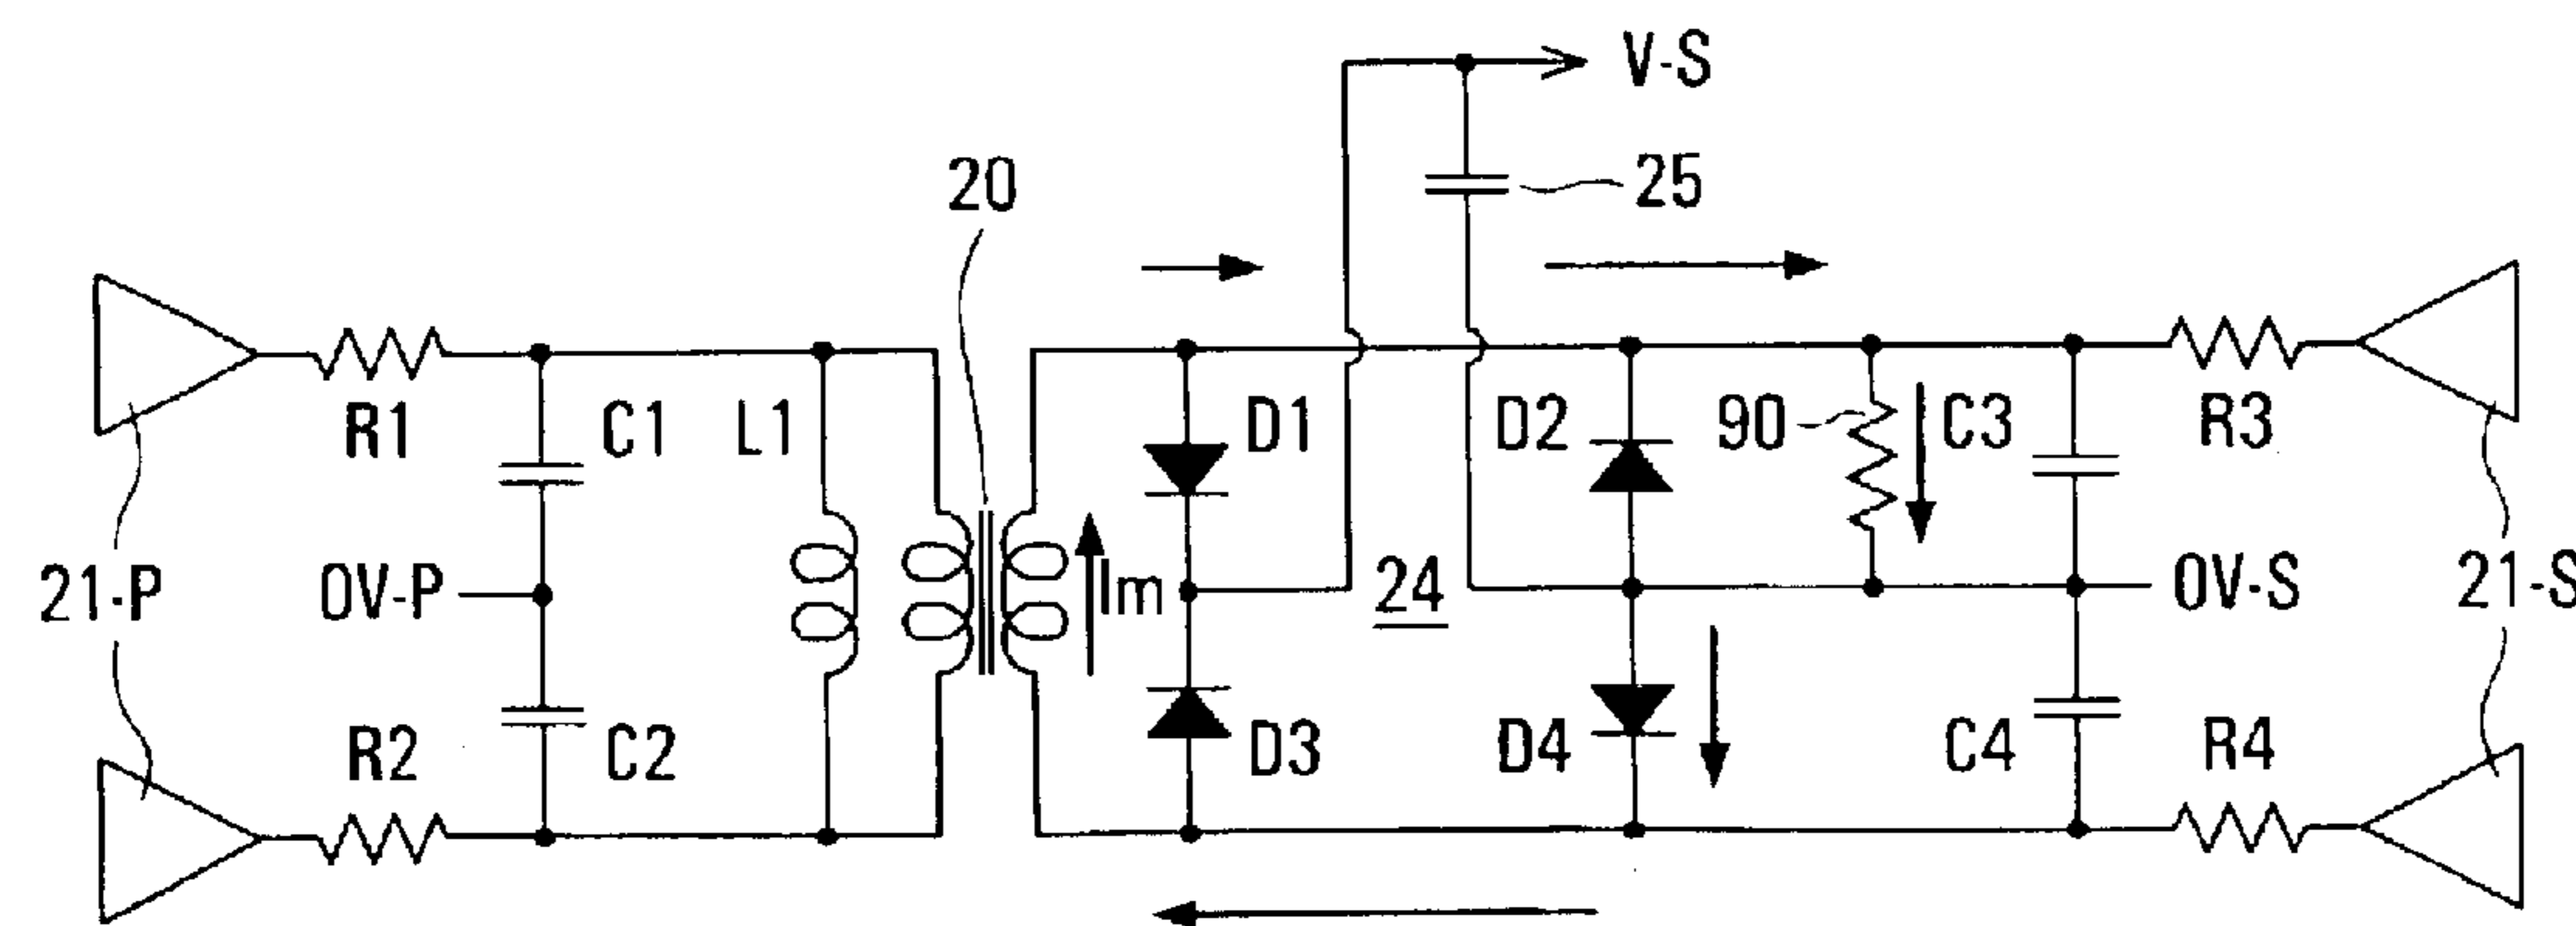 V-S
20
25
R1
C1
L1
D1
D2
90
C3
R3
21-P
0V-P
Im
24
0V-S
21-S
R2
C2
D3
D4
C4
R4